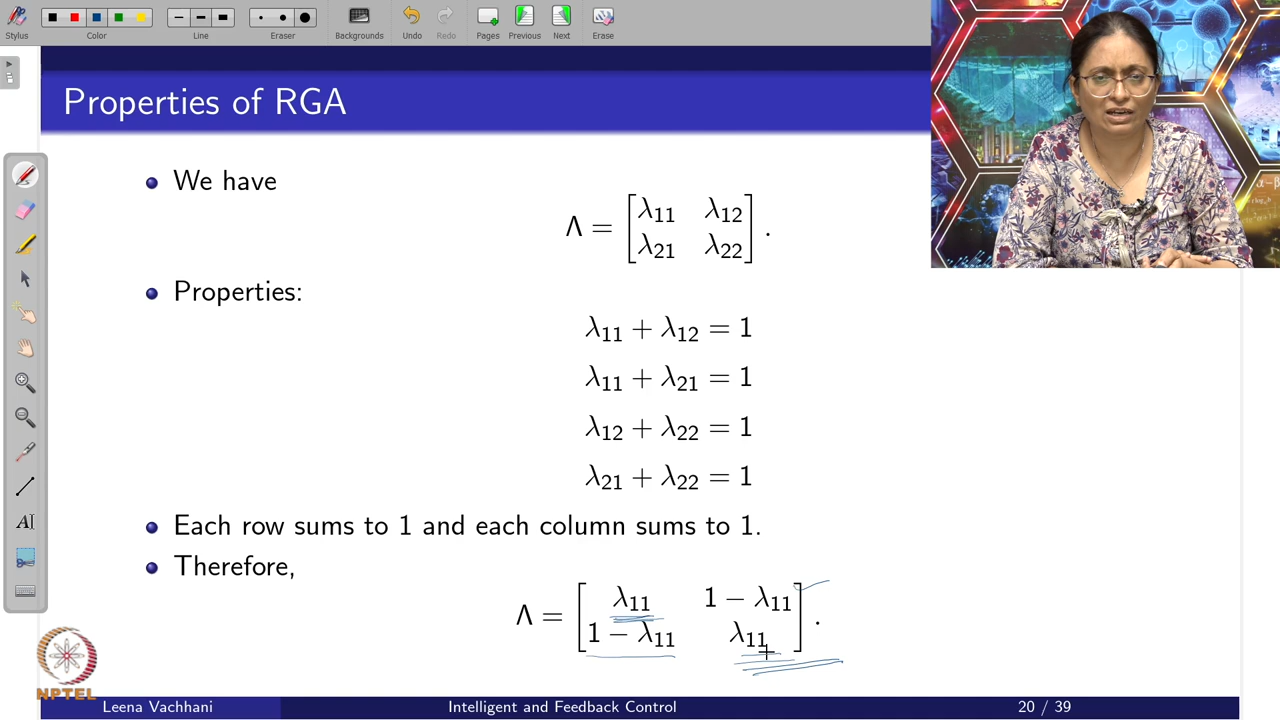 Stylus
Color
Line
Eraser
Backgrounds
Undo
Redo
Pages
Previous
Next
Erase
Properties of RGA
We have
Λ = [λ11 λ12
λ21 λ22].
Properties:
λ11 + λ12 = 1
λ11 + λ21 = 1
λ12 + λ22 = 1
λ21 + λ22 = 1
Each row sums to 1 and each column sums to 1.
Therefore,
Λ = [λ11 1 − λ11
1 − λ11 λ11].
NPTEL
Leena Vachhani
Intelligent and Feedback Control
20 / 39